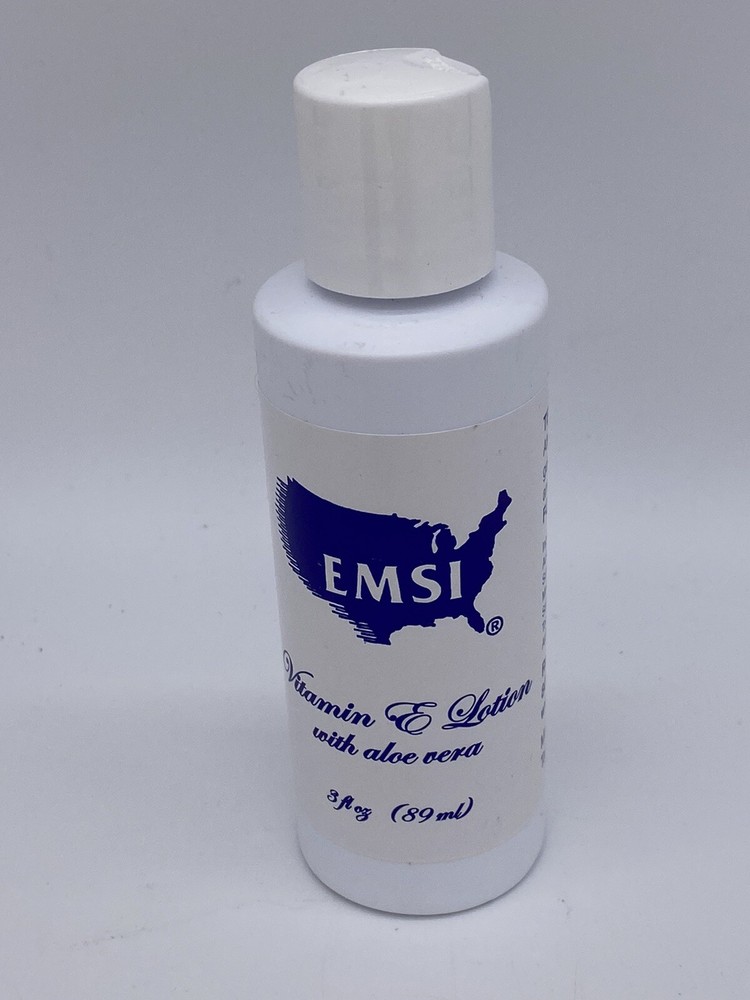 EMSI
®
Vitamin E Lotion
with aloe vera
3 fl oz (89 ml)